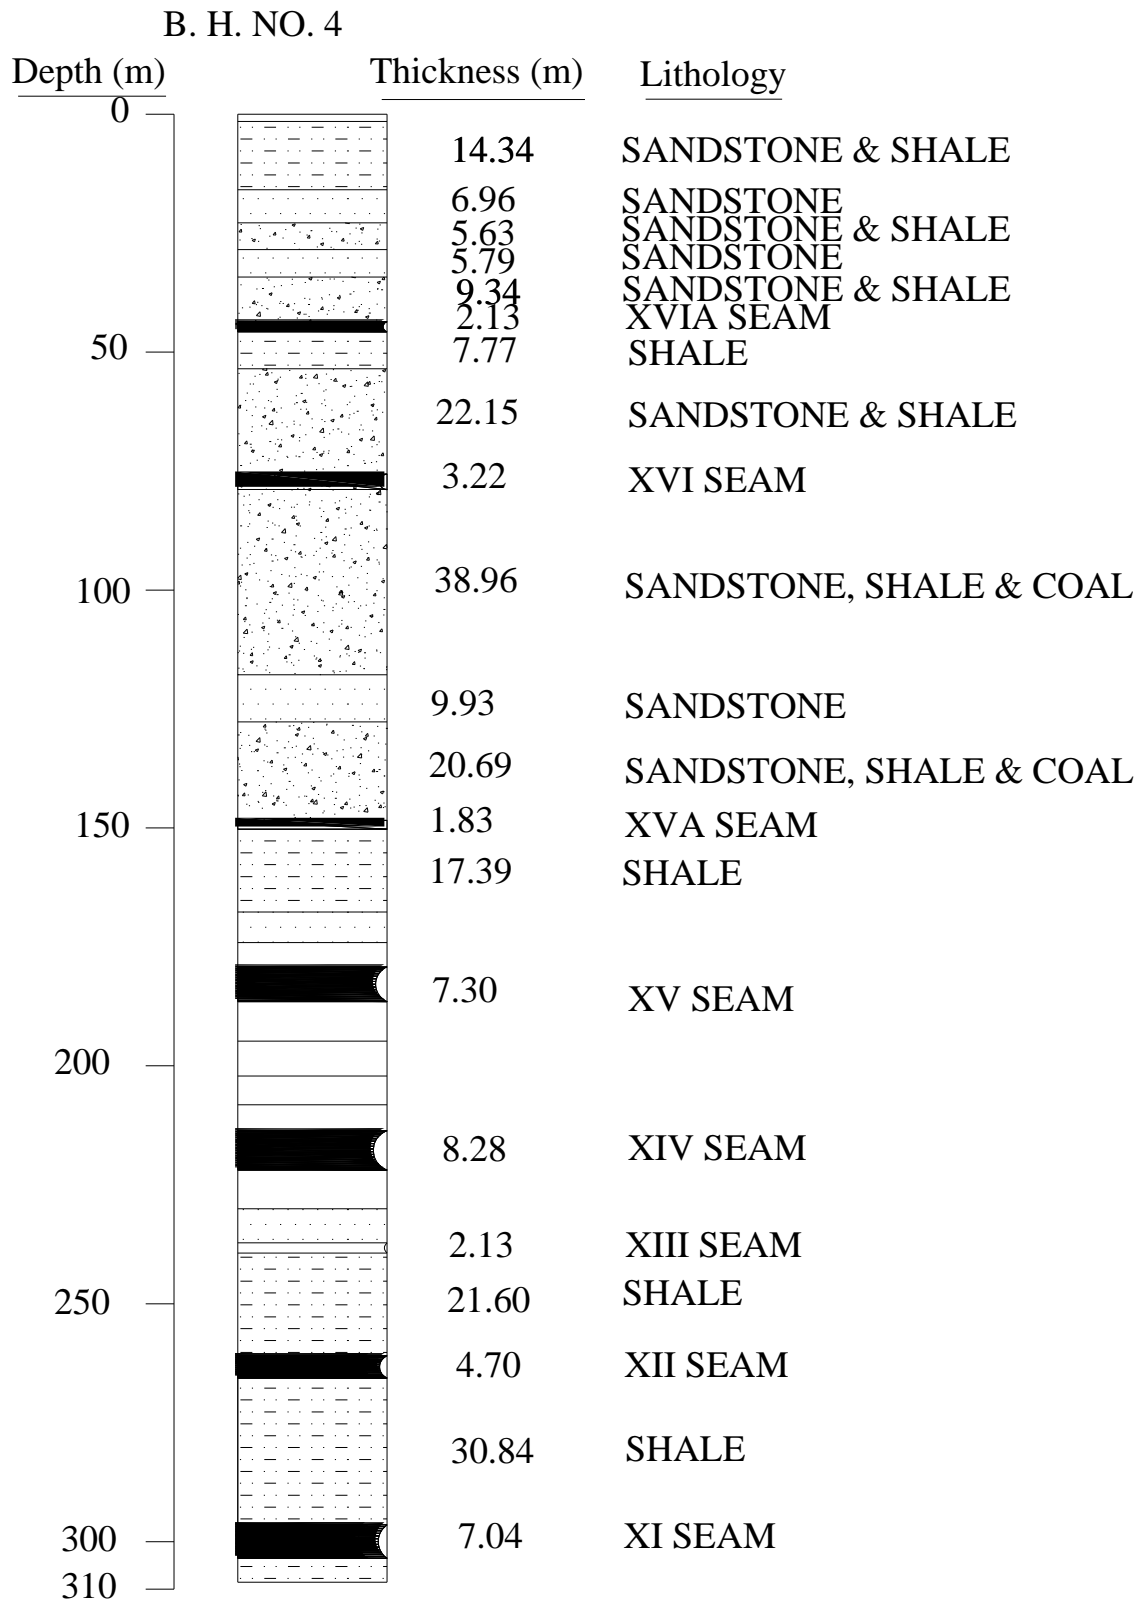 B. H. NO. 4
Depth (m) Thickness (m) Lithology
0
14.34 SANDSTONE & SHALE
6.96 SANDSTONE
5.63 SANDSTONE & SHALE
5.79 SANDSTONE
9.34 SANDSTONE & SHALE
2.13 XVIA SEAM
50 7.77 SHALE
22.15 SANDSTONE & SHALE
3.22 XVI SEAM
100 38.96 SANDSTONE, SHALE & COAL
9.93 SANDSTONE
20.69 SANDSTONE, SHALE & COAL
150 1.83 XVA SEAM
17.39 SHALE
7.30 XV SEAM
200
8.28 XIV SEAM
2.13 XIII SEAM
250 21.60 SHALE
4.70 XII SEAM
30.84 SHALE
300 7.04 XI SEAM
310